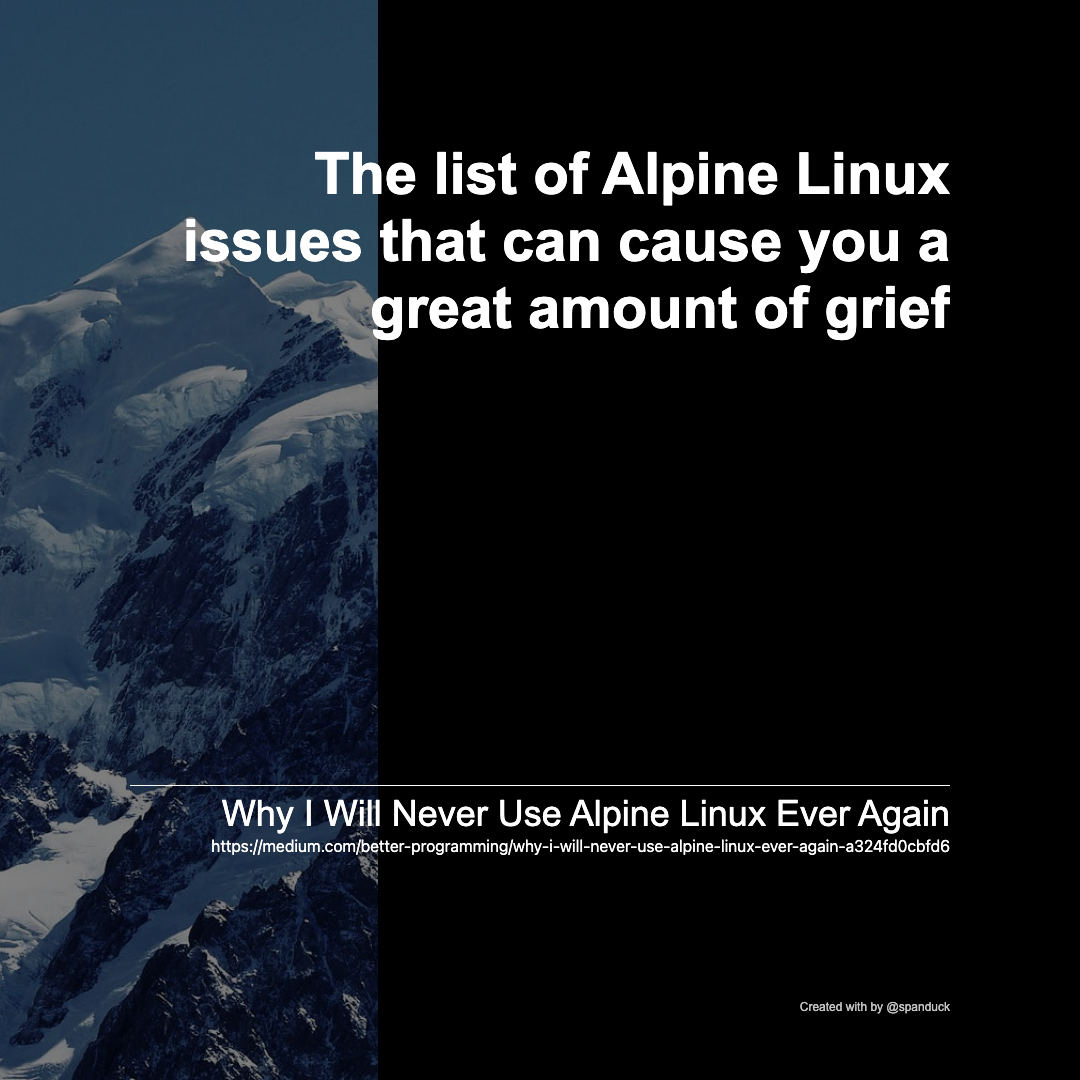 The list of Alpine Linux
issues that can cause you a
great amount of grief
Why I Will Never Use Alpine Linux Ever Again
https://medium.com/better-programming/why-i-will-never-use-alpine-linux-ever-again-a324fd0cbfd6
Created with by @spanduck